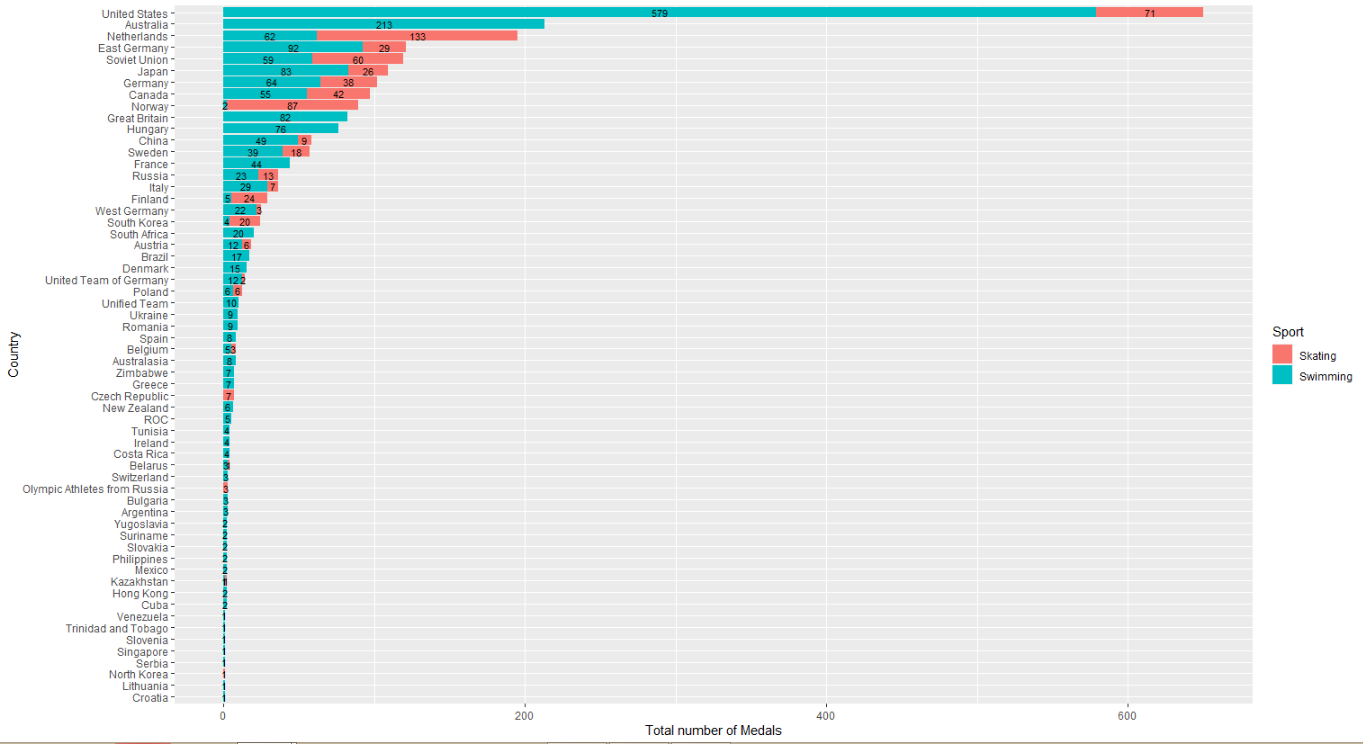 United States 579 71
Australia 213
Netherlands 62 133
East Germany 92 29
Soviet Union 59 60
Japan 83 26
Germany 64 38
Canada 55 42
Norway 2 87
Great Britain 82
Hungary 76
China 49 9
Sweden 39 18
France 44
Russia 23 13
Italy 29 7
Finland 5 24
West Germany 22 3
South Korea 4 20
South Africa 20
Austria 12 6
Brazil 17
Denmark 15
United Team of Germany 12 2
Poland 6 6
Unified Team 10
Ukraine 9
Romania 9
Spain 8
Belgium 5 3
Australasia 8
Zimbabwe 7
Greece 7
Czech Republic 7
New Zealand 6
ROC 5
Tunisia 4
Ireland 4
Costa Rica 4
Belarus
Switzerland 3
Olympic Athletes from Russia 3
Bulgaria 3
Argentina 3
Yugoslavia 2
Suriname 2
Slovakia 2
Philippines 2
Mexico 2
Kazakhstan
Hong Kong 2
Cuba 2
Venezuela 1
Trinidad and Tobago 1
Slovenia 1
Singapore 1
Serbia 1
North Korea 1
Lithuania 1
Croatia 1
0 200 400 600
Total number of Medals
Country
Sport
Skating
Swimming